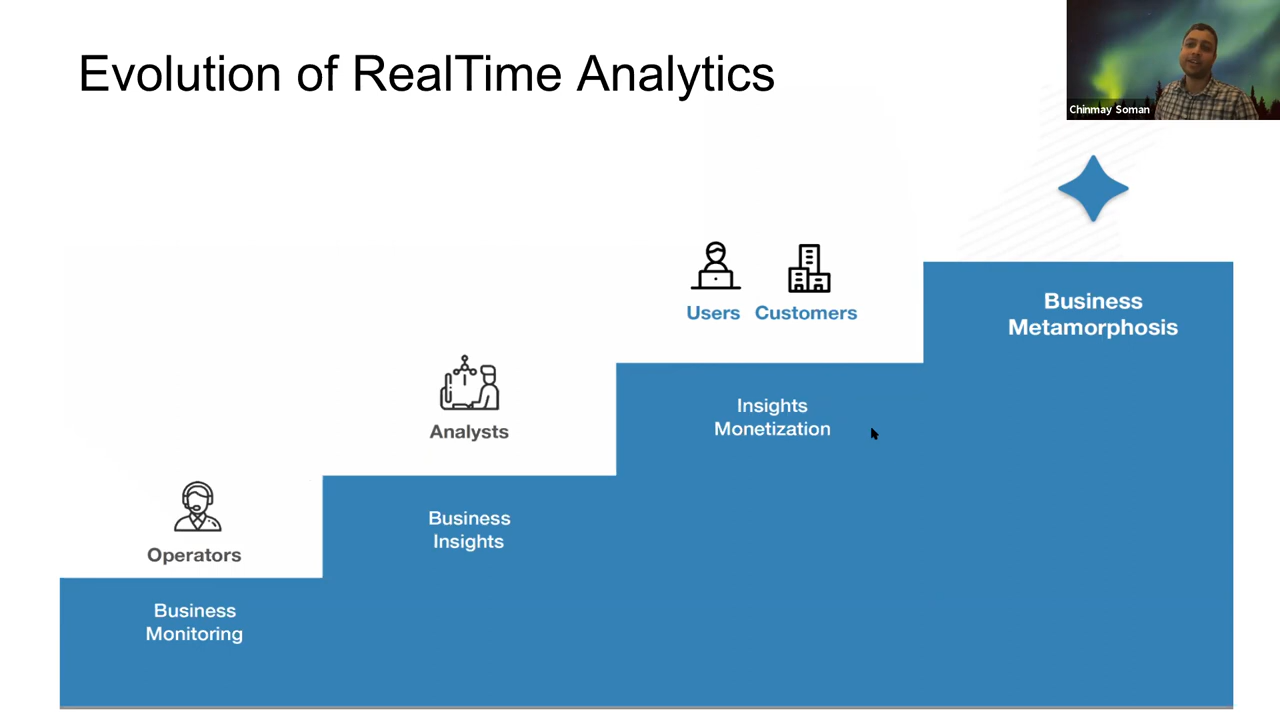 Evolution of RealTime Analytics
Chinmay Soman
Users
Customers
Business
Metamorphosis
Analysts
Insights
Monetization
Operators
Business
Insights
Business
Monitoring